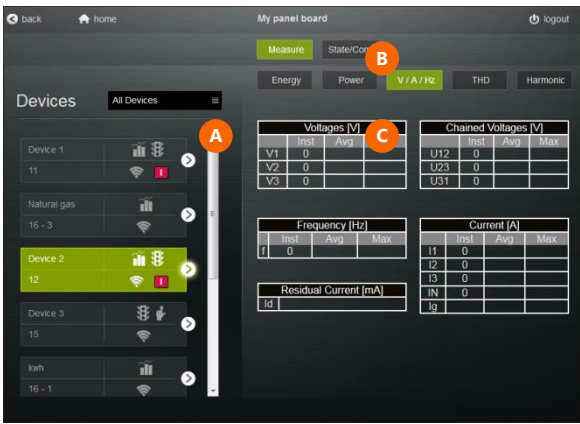 back home My panel board logout
Measure State/Con
B
Energy Power V / A / Hz THD Harmonic
Devices All Devices
A C
Voltages [V] Chained Voltages [V]
Inst Avg Inst Avg Max
Device 1 V1 0 U12 0
11 I V2 0 U23 0
V3 0 U31 0
Natural gas
16 - 3
Frequency [Hz] Current [A]
Inst Avg Max Inst Avg Max
Device 2 f 0 I1 0
I2 0
12 I I3 0
Residual Current [mA] IN 0
Id Ig
Device 3
15
kwh
16 - 1